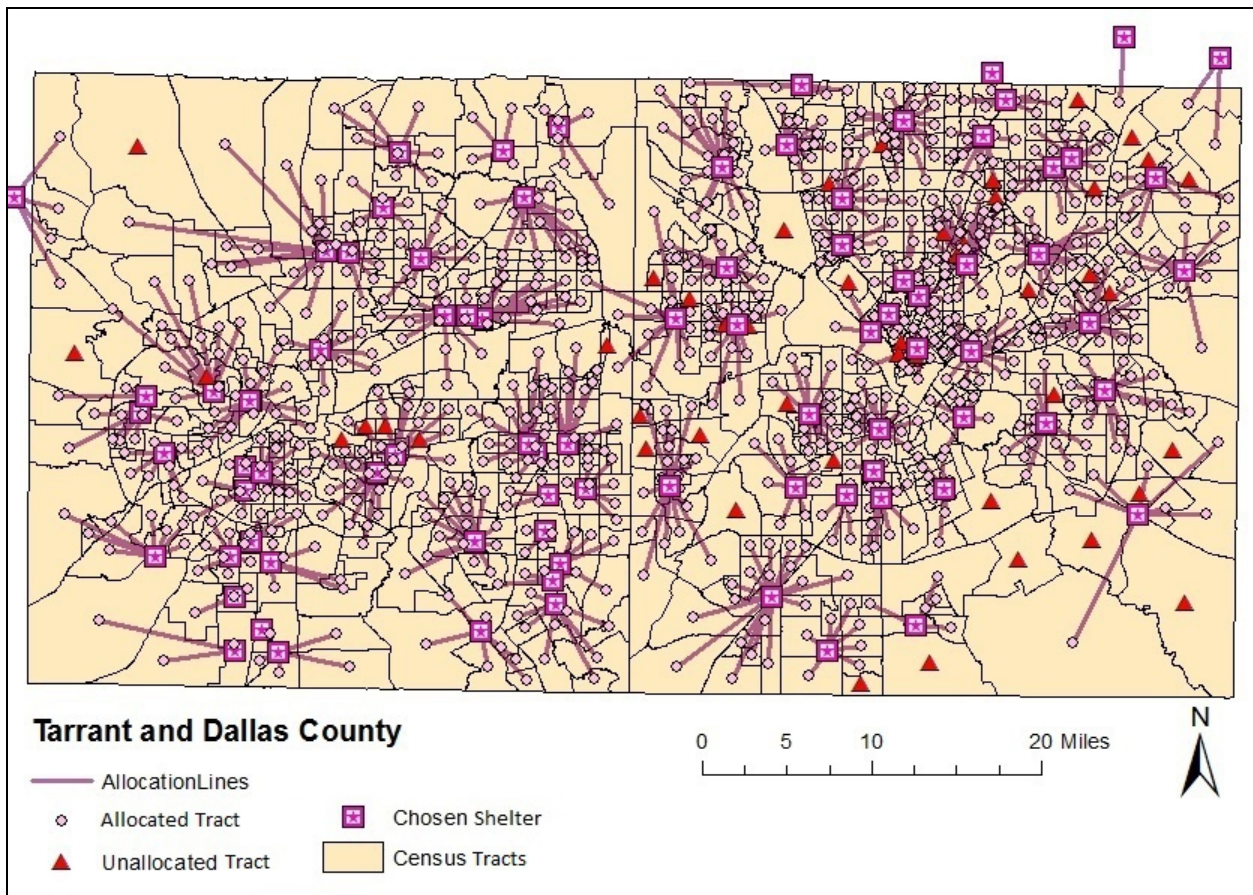 Tarrant and Dallas County
AllocationLines
Allocated Tract
Unallocated Tract
Chosen Shelter
Census Tracts
0 5 10 20 Miles
N